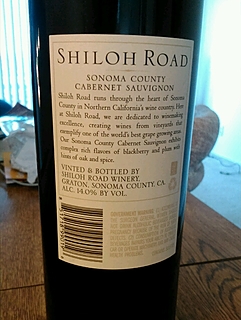 SHILOH ROAD
SONOMA COUNTY
CABERNET SAUVIGNON
Shiloh Road runs through the heart of Sonoma
County in Northern California's wine country. Here
at Shiloh Road, we are dedicated to winemaking
excellence, creating wines from vineyards that
exemplify one of the world's best grape growing areas.
Our Sonoma County Cabernet Sauvignon exhibits
complex rich flavors of blackberry and plum with
hints of oak and spice.
VINTED & BOTTLED BY
SHILOH ROAD WINERY,
GRATON, SONOMA COUNTY, CA
ALC. 14.0% BY VOL.